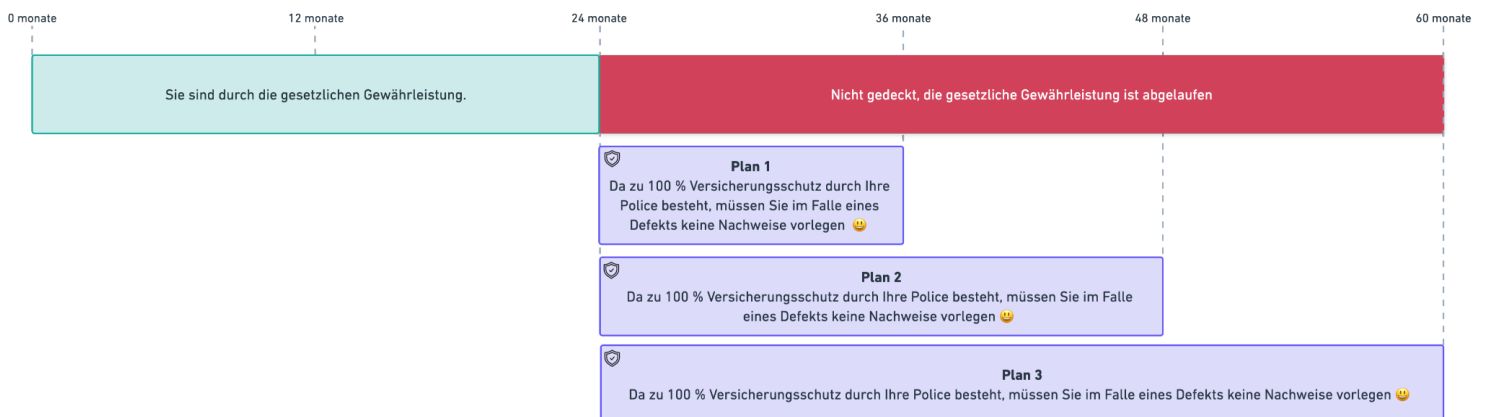 0 monate
12 monate
24 monate
36 monate
48 monate
60 monate
Sie sind durch die gesetzlichen Gewährleistung.
Nicht gedeckt, die gesetzliche Gewährleistung ist abgelaufen
Plan 1
Da zu 100 % Versicherungsschutz durch Ihre
Police besteht, müssen Sie im Falle eines
Defekts keine Nachweise vorlegen 😃
Plan 2
Da zu 100 % Versicherungsschutz durch Ihre Police besteht, müssen Sie im Falle
eines Defekts keine Nachweise vorlegen 😃
Plan 3
Da zu 100 % Versicherungsschutz durch Ihre Police besteht, müssen Sie im Falle eines Defekts keine Nachweise vorlegen 😃